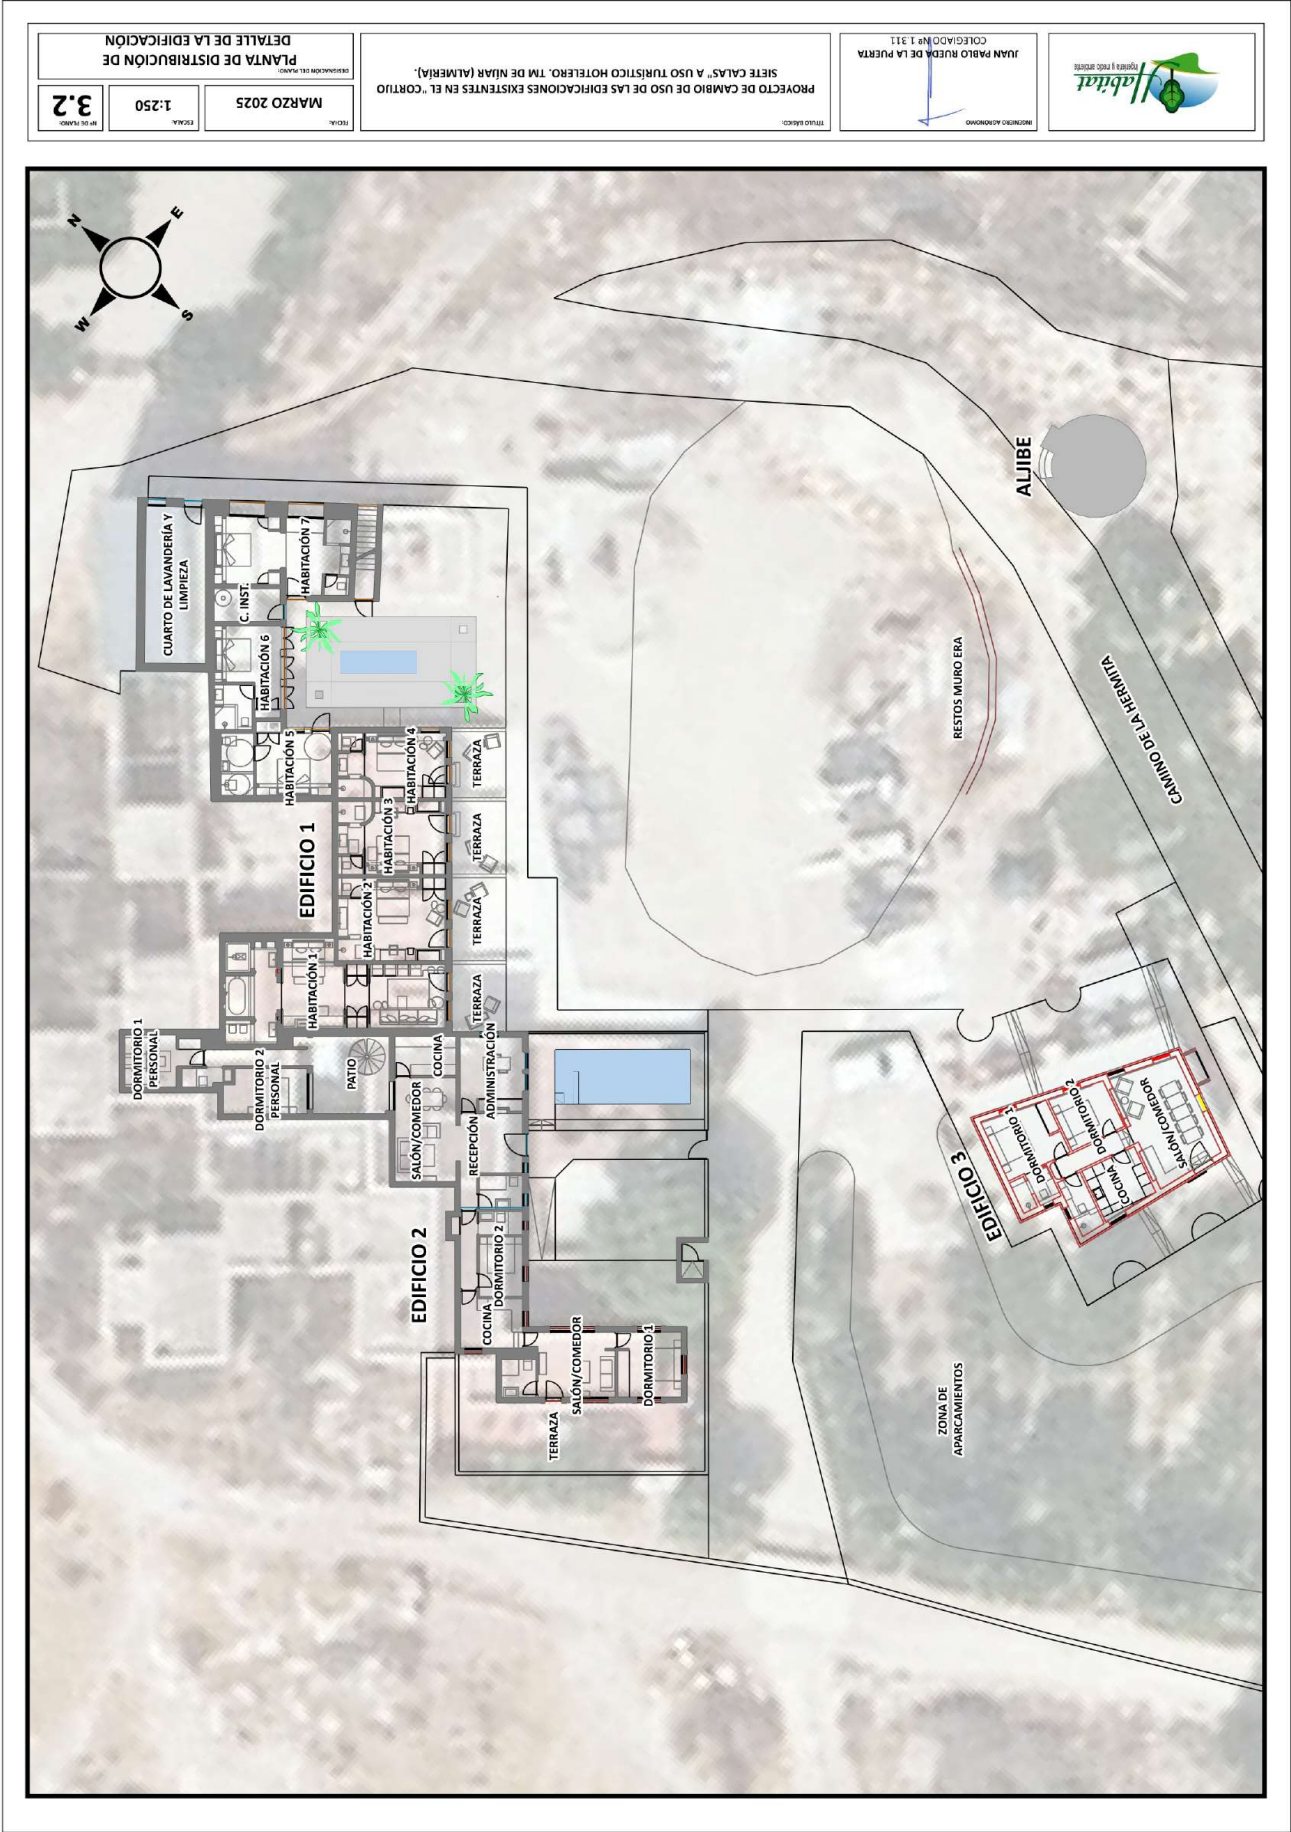 Hábitat
ingeniería y medio ambiente
INGENIERO AGRÓNOMO
JUAN PABLO RUEDA DE LA PUERTA
COLEGIADO Nº 1.311
TÍTULO BÁSICO:
PROYECTO DE CAMBIO DE USO DE LAS EDIFICACIONES EXISTENTES EN EL "CORTIJO
SIETE CALAS" A USO TURÍSTICO HOTELERO. TM DE NIJAR (ALMERÍA).
FECHA:
MARZO 2025
ESCALA:
1:250
Nº DE PLANO:
3.2
DESIGNACIÓN DEL PLANO:
PLANTA DE DISTRIBUCIÓN DE
DETALLE DE LA EDIFICACIÓN
N
E
S
W
CUARTO DE LAVANDERÍA Y
LIMPIEZA
C. INST.
HABITACIÓN 7
HABITACIÓN 6
HABITACIÓN 5
HABITACIÓN 4
HABITACIÓN 3
HABITACIÓN 2
HABITACIÓN 1
TERRAZA
TERRAZA
TERRAZA
TERRAZA
EDIFICIO 1
DORMITORIO 1
PERSONAL
DORMITORIO 2
PERSONAL
PATIO
COCINA
SALÓN/COMEDOR
ADMINISTRACIÓN
RECEPCIÓN
EDIFICIO 2
DORMITORIO 2
COCINA
SALÓN/COMEDOR
DORMITORIO 1
TERRAZA
ALJIBE
RESTOS MURO ERA
CAMINO DE LA HERMITA
EDIFICIO 3
DORMITORIO 1
DORMITORIO 2
COCINA
SALÓN/COMEDOR
ZONA DE
APARCAMIENTOS